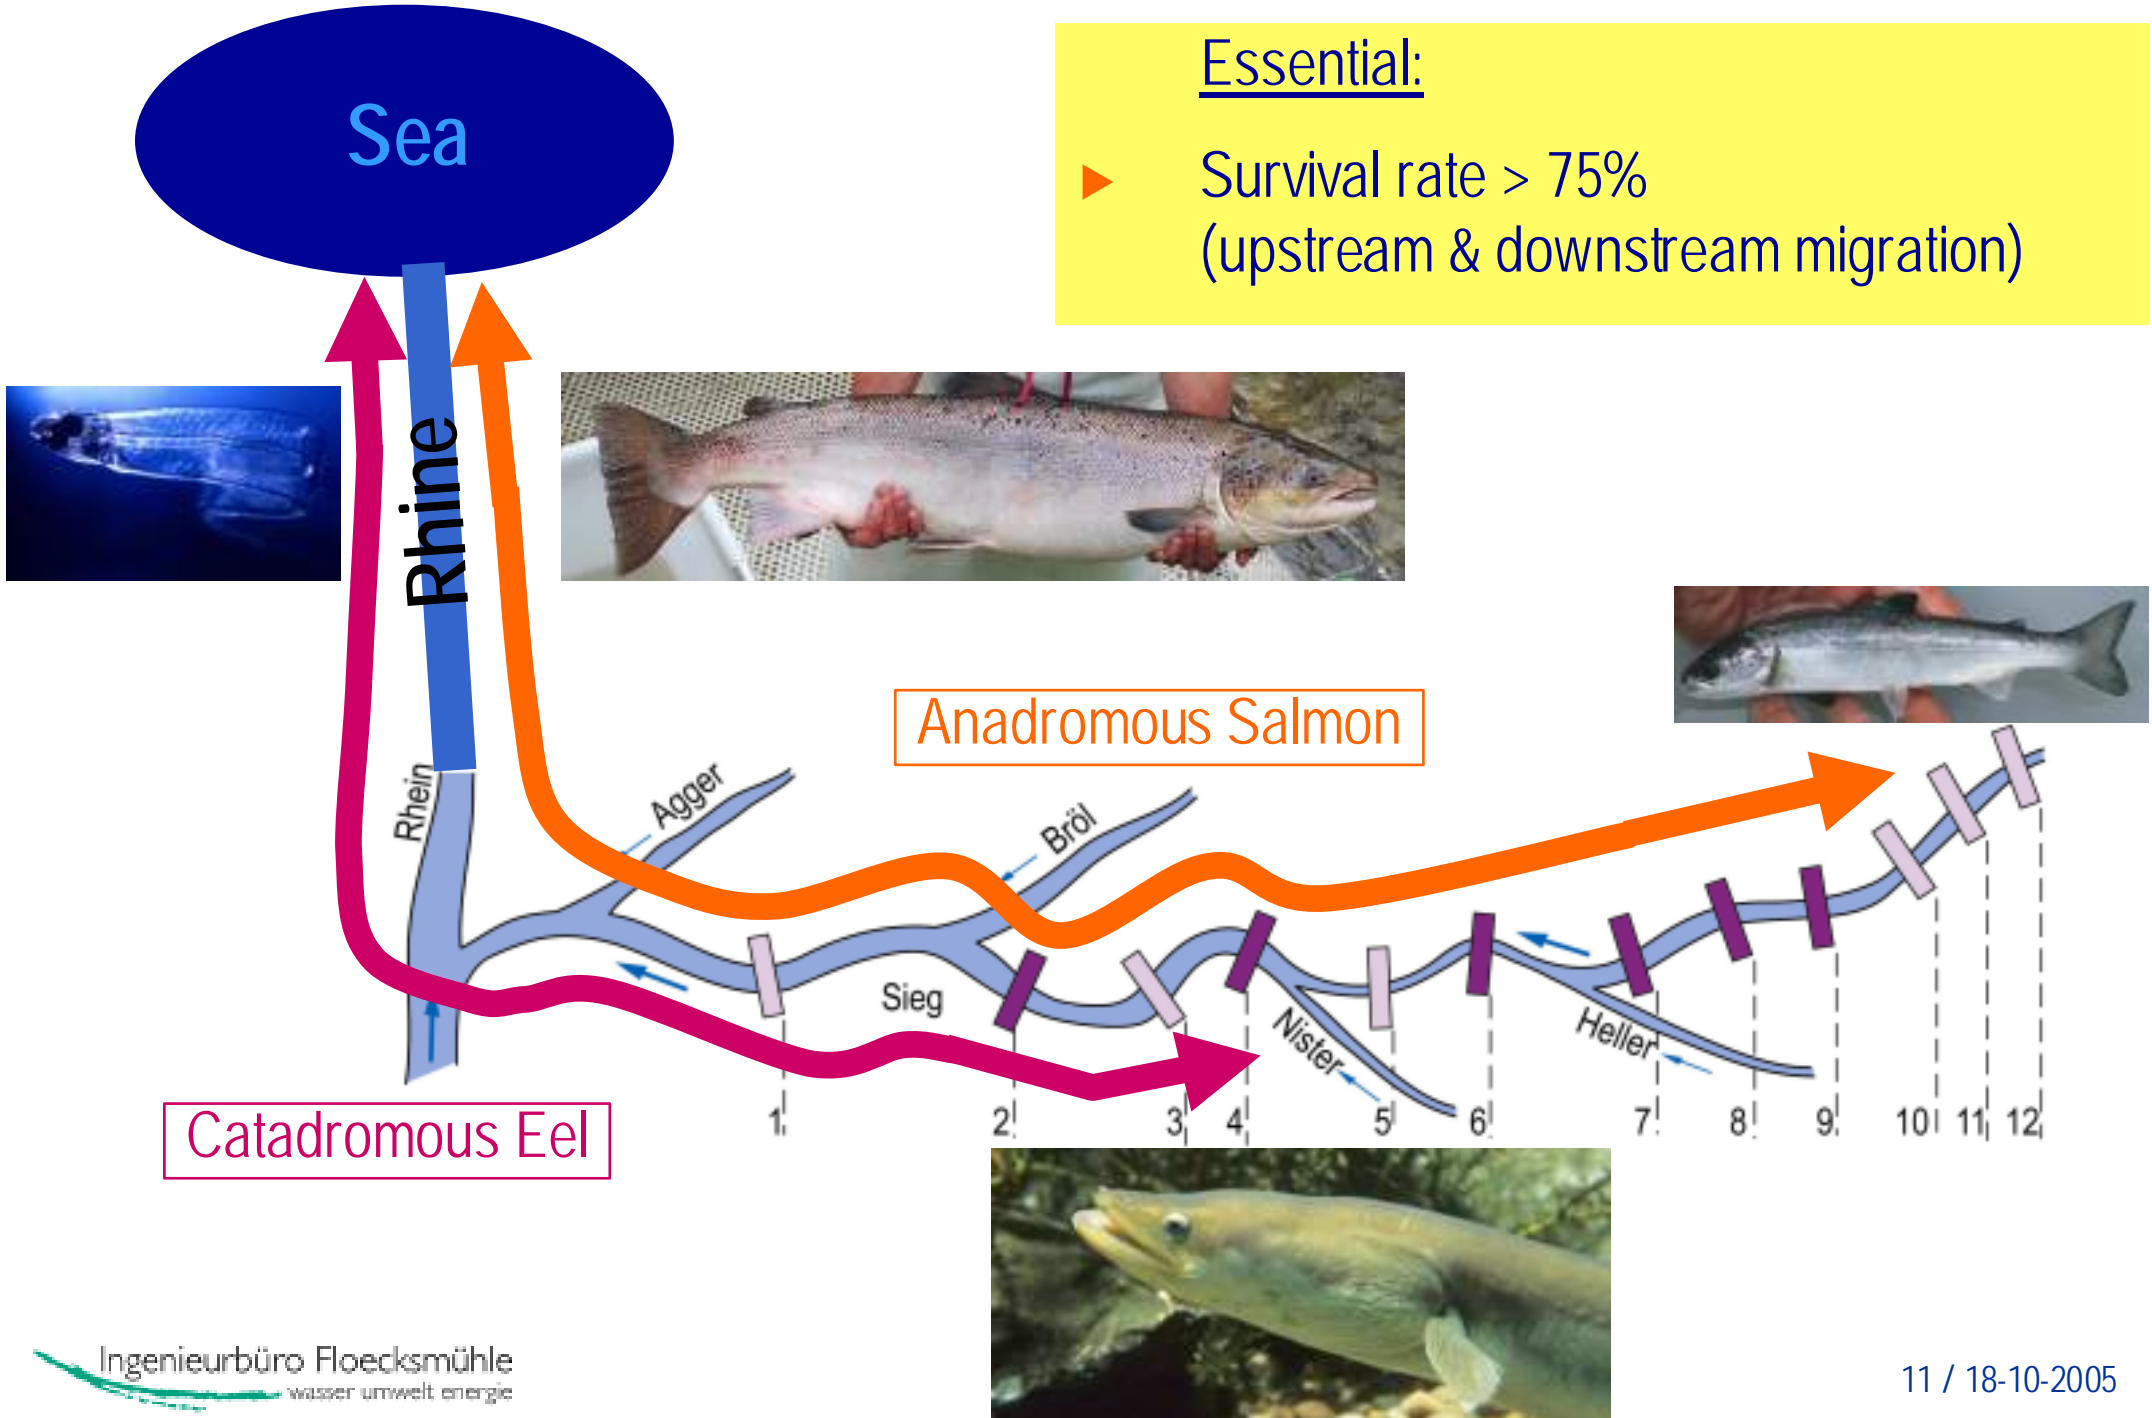 Sea
Essential:
Survival rate > 75%
(upstream & downstream migration)
Rhine
Anadromous Salmon
Rhein
Agger
Bröl
Sieg
Nister
Heller
1 2 3 4 5 6 7 8 9 10 11 12
Catadromous Eel
Ingenieurbüro Floecksmühle
wasser umwelt energie
11 / 18-10-2005